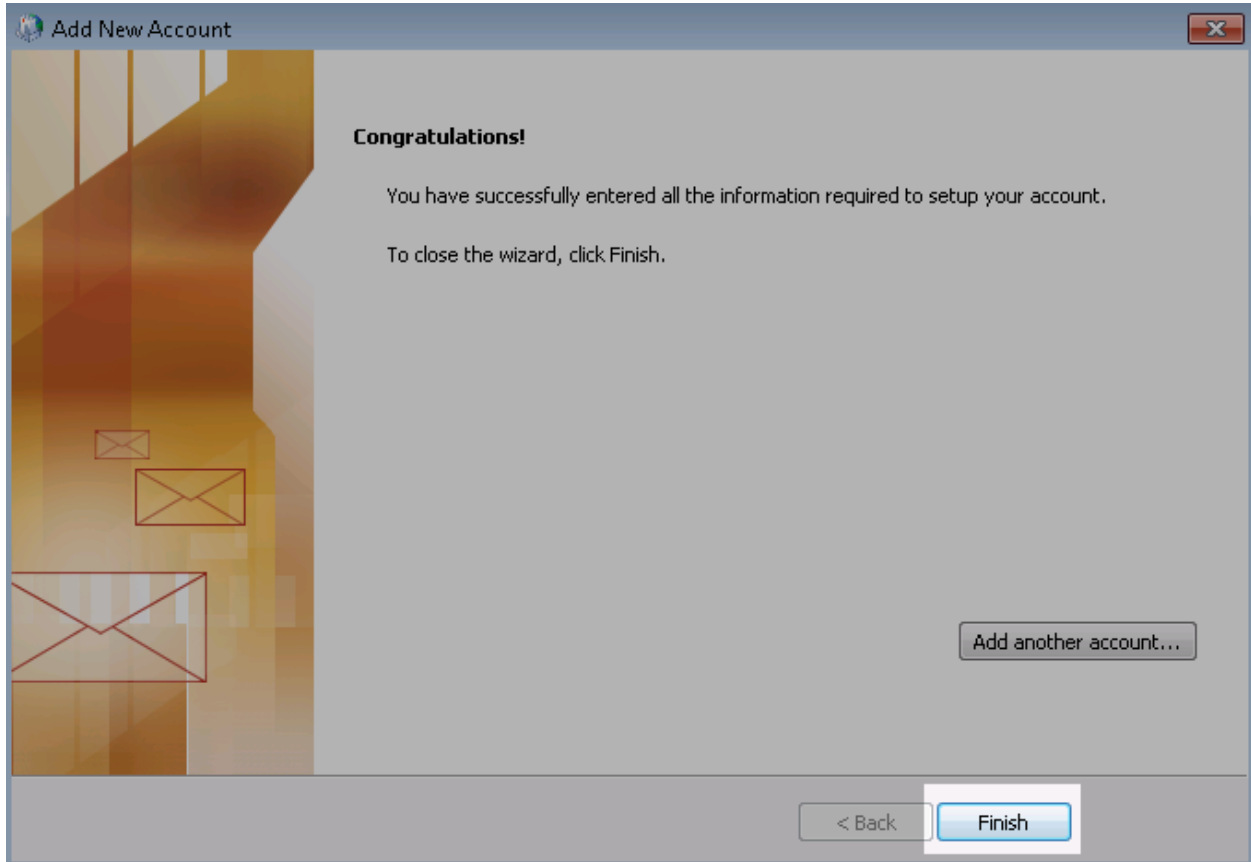 Add New Account
Congratulations!
You have successfully entered all the information required to setup your account.
To close the wizard, click Finish.
Add another account...
< Back
Finish